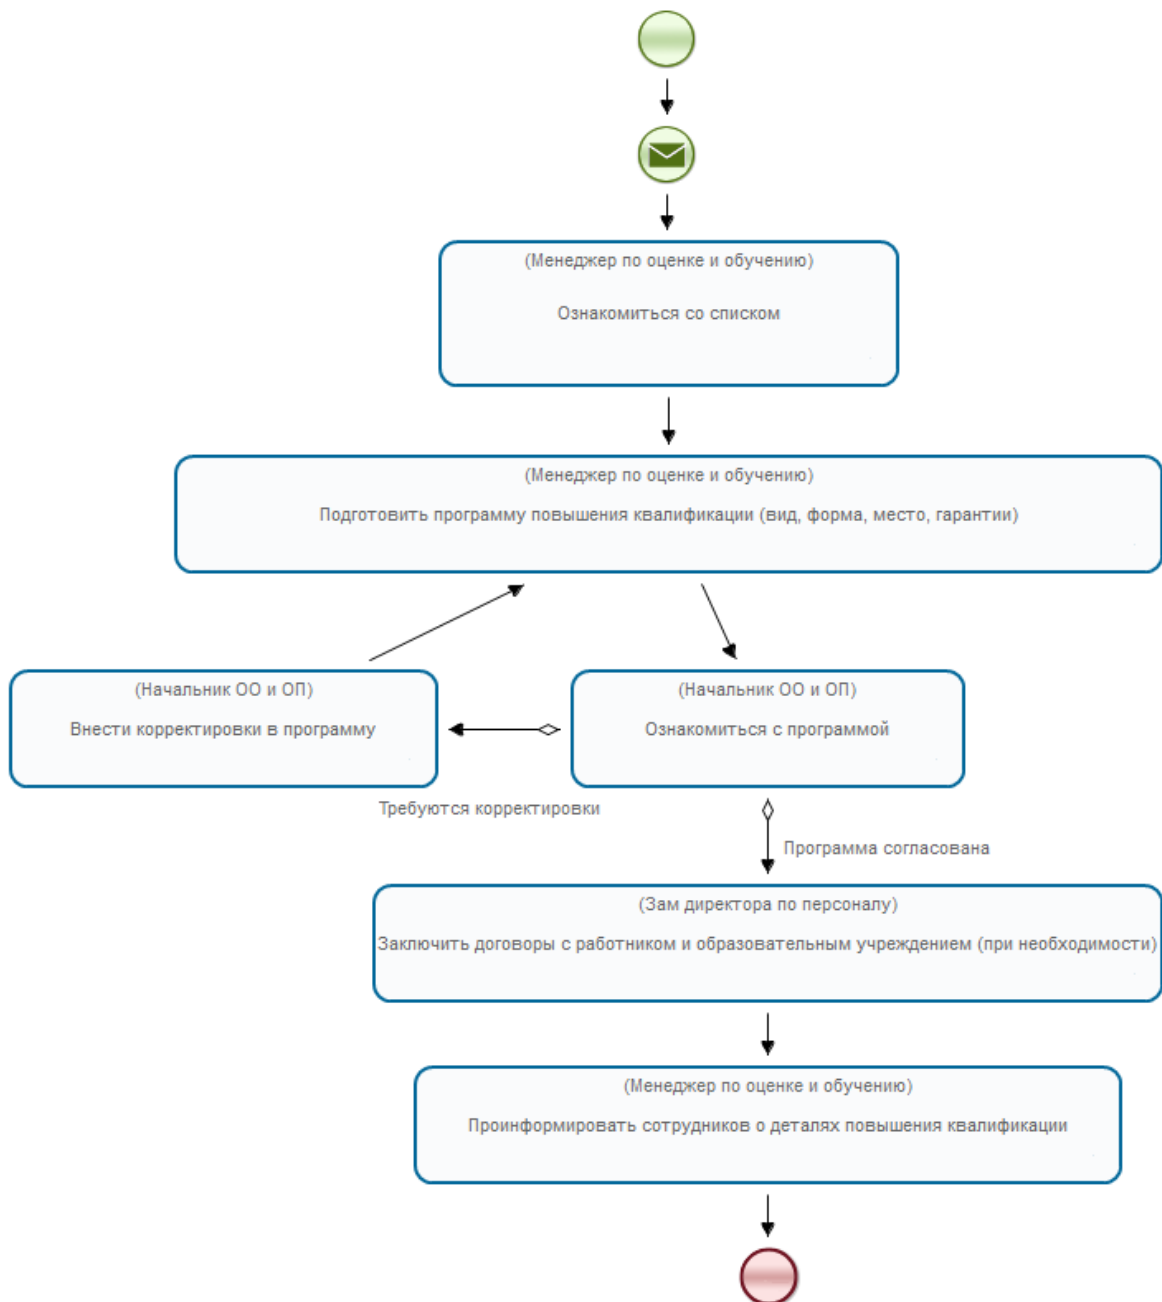 (Менеджер по оценке и обучению)
Ознакомиться со списком
(Менеджер по оценке и обучению)
Подготовить программу повышения квалификации (вид, форма, место, гарантии)
(Начальник ОО и ОП)
Внести корректировки в программу
(Начальник ОО и ОП)
Ознакомиться с программой
Требуются корректировки
Программа согласована
(Зам директора по персоналу)
Заключить договоры с работником и образовательным учреждением (при необходимости)
(Менеджер по оценке и обучению)
Проинформировать сотрудников о деталях повышения квалификации